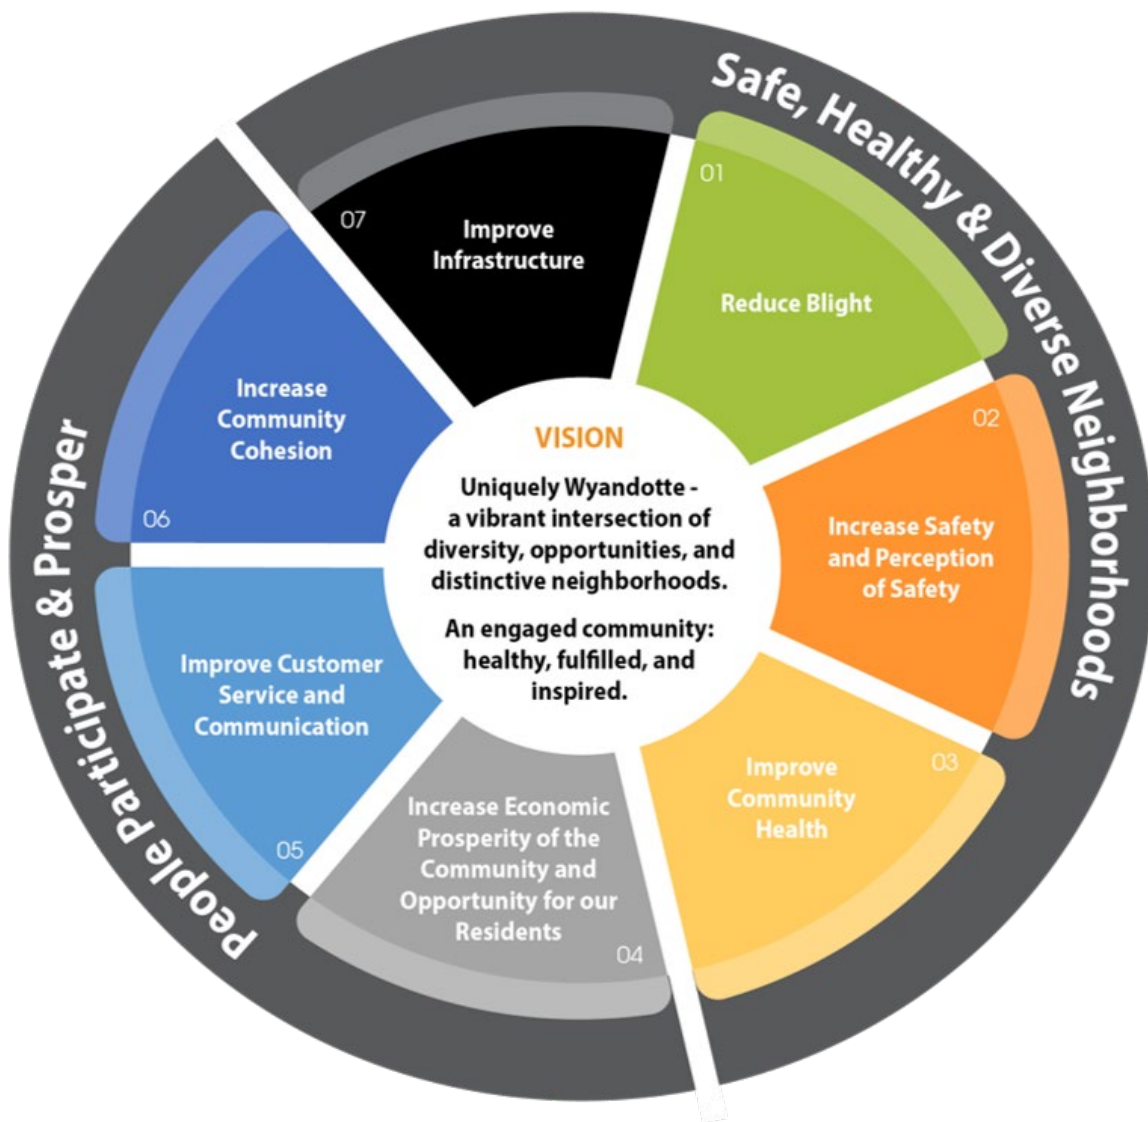 Safe, Healthy & Diverse Neighborhoods
People Participate & Prosper
01
Reduce Blight
02
Increase Safety
and Perception
of Safety
03
Improve
Community
Health
04
Increase Economic
Prosperity of the
Community and
Opportunity for our
Residents
05
Improve Customer
Service and
Communication
06
Increase
Community
Cohesion
07
Improve
Infrastructure
VISION
Uniquely Wyandotte -
a vibrant intersection of
diversity, opportunities, and
distinctive neighborhoods.
An engaged community:
healthy, fulfilled, and
inspired.